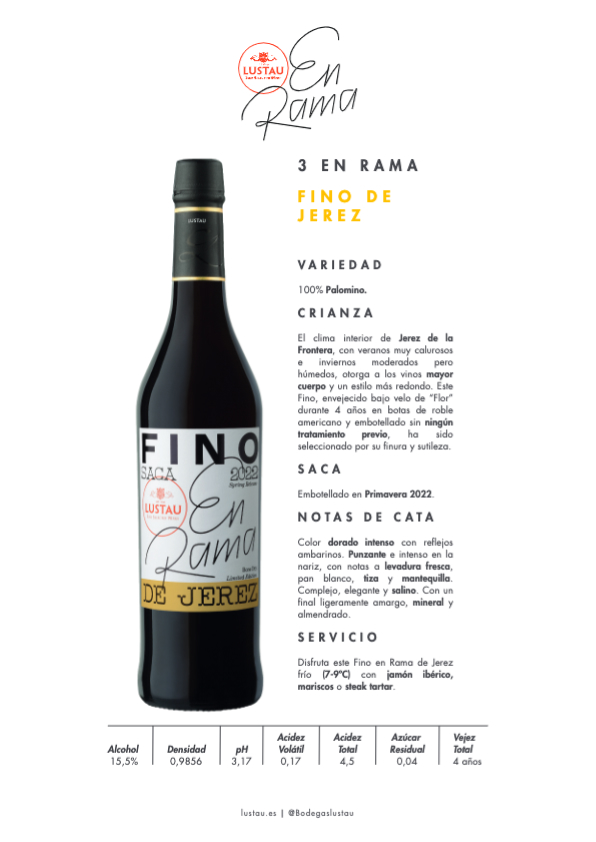 LUSTAU
En
Rama
3 EN RAMA
FINO DE
JEREZ
VARIEDAD
100% Palomino.
CRIANZA
El clima interior de Jerez de la
Frontera, con veranos muy calurosos
e inviernos moderados pero
húmedos, otorga a los vinos mayor
cuerpo y un estilo más redondo. Este
Fino, envejecido bajo velo de “Flor”
durante 4 años en botas de roble
americano y embotellado sin ningún
tratamiento previo, ha sido
seleccionado por su finura y sutileza.
SACA
Embotellado en Primavera 2022.
NOTAS DE CATA
Color dorado intenso con reflejos
ambarinos. Punzante e intenso en la
nariz, con notas a levadura fresca,
pan blanco, tiza y mantequilla.
Complejo, elegante y salino. Con un
final ligeramente amargo, mineral y
almendrado.
SERVICIO
Disfruta este Fino en Rama de Jerez
frío (7-9ºC) con jamón ibérico,
mariscos o steak tartar.
LUSTAU
FINO
SACA 2022
Spring Release
LUSTAU
En
Rama
Limited Edition
DE JEREZ
Alcohol Densidad pH Acidez Volátil Acidez Total Azúcar Residual Vejez Total
15,5% 0,9856 3,17 0,17 4,5 0,04 4 años
lustau.es | @Bodegaslustau